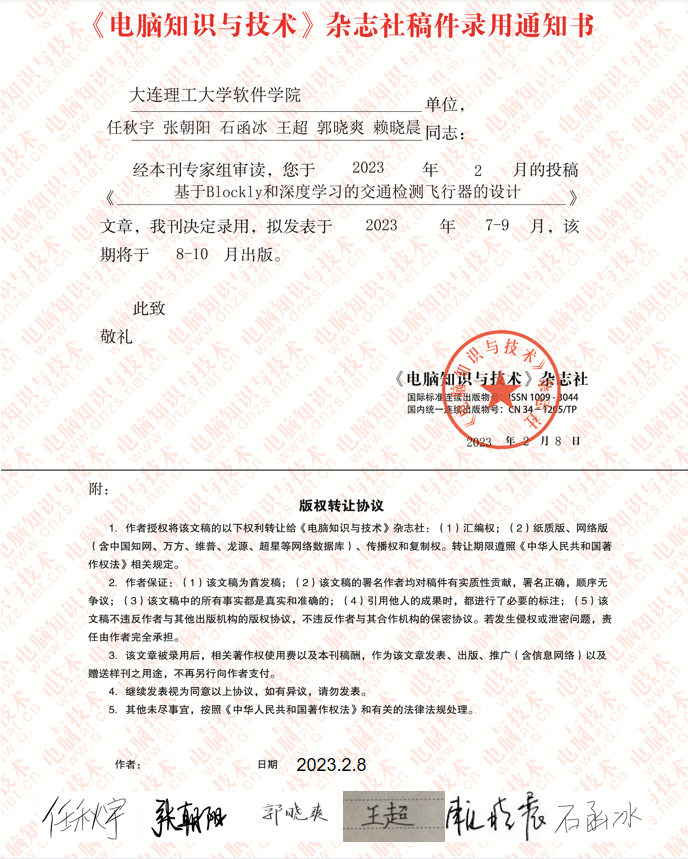 《电脑知识与技术》杂志社稿件录用通知书
大连理工大学软件学院 单位，
任秋宇 张朝阳 石函冰 王超 郭晓爽 赖晓晨 同志：
经本刊专家组审读，您于 2023 年 2 月的投稿
《 基于Blockly和深度学习的交通检测飞行器的设计 》
文章，我刊决定录用，拟发表于 2023 年 7-9 月，该
期将于 8-10 月出版。
此致
敬礼
《电脑知识与技术》杂志社
国际标准连续出版物号：ISSN 1009 - 3044
国内统一连续出版物号：CN 34－1205/TP
《电脑知识与技术》杂志社
2023 年 2 月 8 日
附：
版权转让协议
1. 作者授权将该文稿的以下权利转让给《电脑知识与技术》杂志社：（1）汇编权；（2）纸质版、网络版
（含中国知网、万方、维普、龙源、超星等网络数据库）、传播权和复制权。转让期限遵照《中华人民共和国著
作权法》相关规定。
2. 作者保证：（1）该文稿为首发稿；（2）该文稿的署名作者均对稿件有实质性贡献，署名正确，顺序无
争议；（3）该文稿中的所有事实都是真实和准确的；（4）引用他人的成果时，都进行了必要的标注；（5）该
文稿不违反作者与其他出版机构的版权协议，不违反作者与其合作机构的保密协议。若发生侵权或泄密问题，责
任由作者完全承担。
3. 该文章被录用后，相关著作权使用费以及本刊稿酬，作为该文章发表、出版、推广（含信息网络）以及
赠送样刊之用途，不再另行向作者支付。
4. 继续发表视为同意以上协议，如有异议，请勿发表。
5. 其他未尽事宜，按照《中华人民共和国著作权法》和有关的法律法规处理。
作者： 日期 2023.2.8
任秋宇 张朝阳 郭晓爽 王超 赖晓晨 石函冰